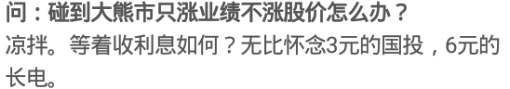 问：碰到大熊市只涨业绩不涨股价怎么办？
凉拌。等着收利息如何？无比怀念3元的国投，6元的
长电。